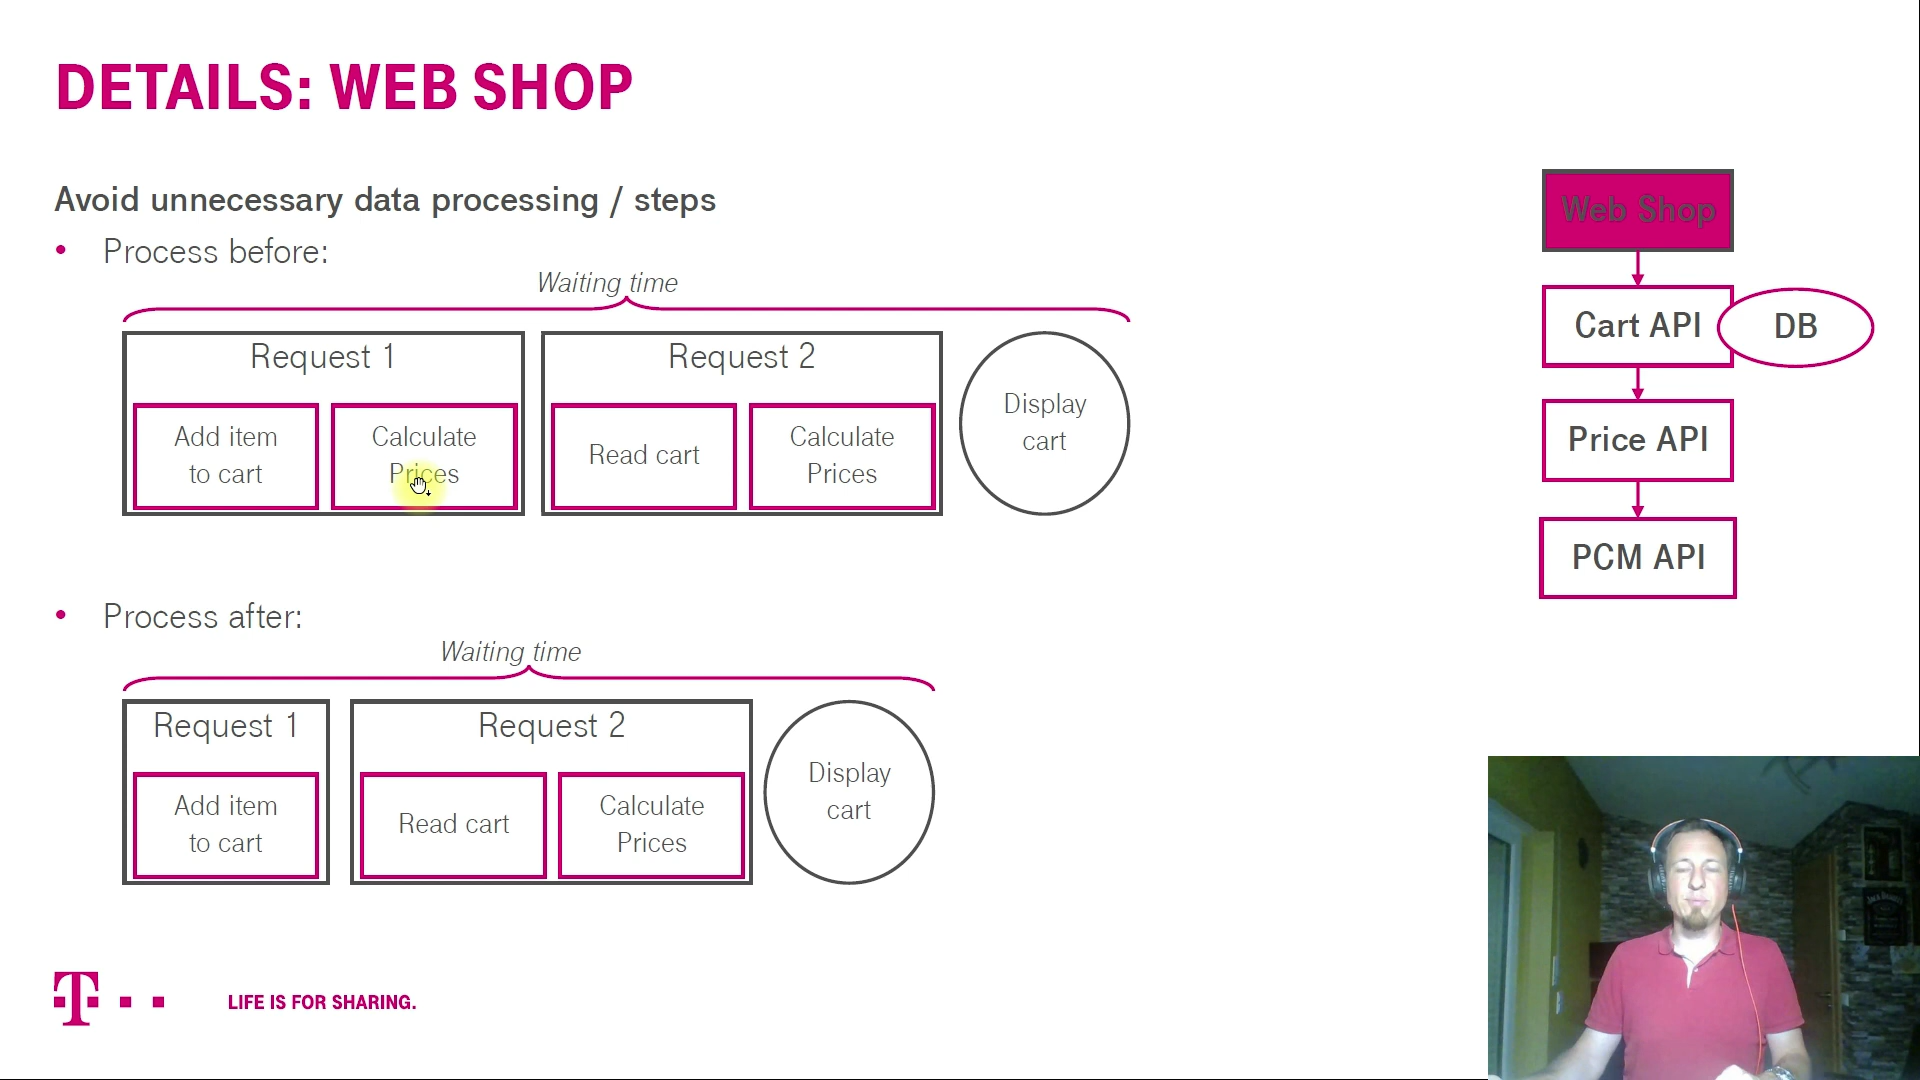 DETAILS: WEB SHOP
Avoid unnecessary data processing / steps
• Process before:
Waiting time
Request 1
Add item
to cart
Calculate
Prices
Request 2
Read cart
Calculate
Prices
Display
cart
• Process after:
Waiting time
Request 1
Add item
to cart
Request 2
Read cart
Calculate
Prices
Display
cart
Web Shop
Cart API
DB
Price API
PCM API
T
LIFE IS FOR SHARING.